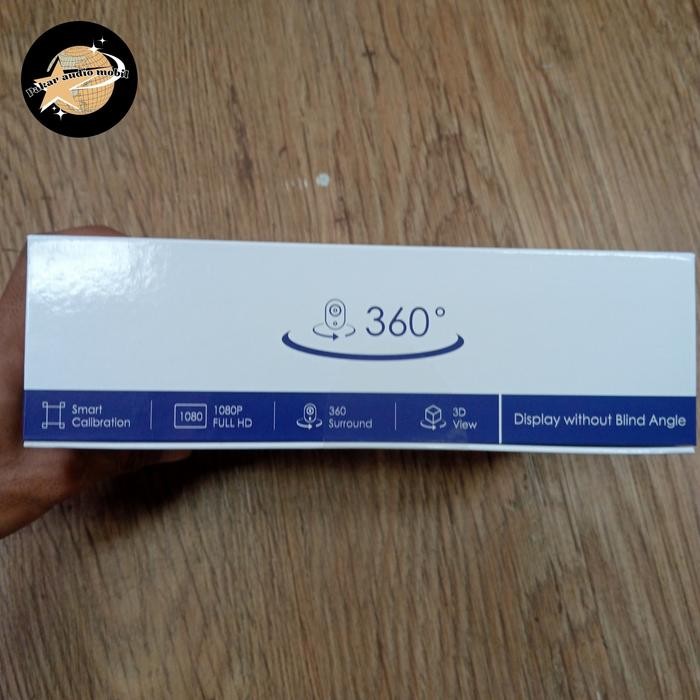 Pakar audio mobil
360°
Smart
Calibration
1080
1080P
FULL HD
360
Surround
3D
View
Display without Blind Angle